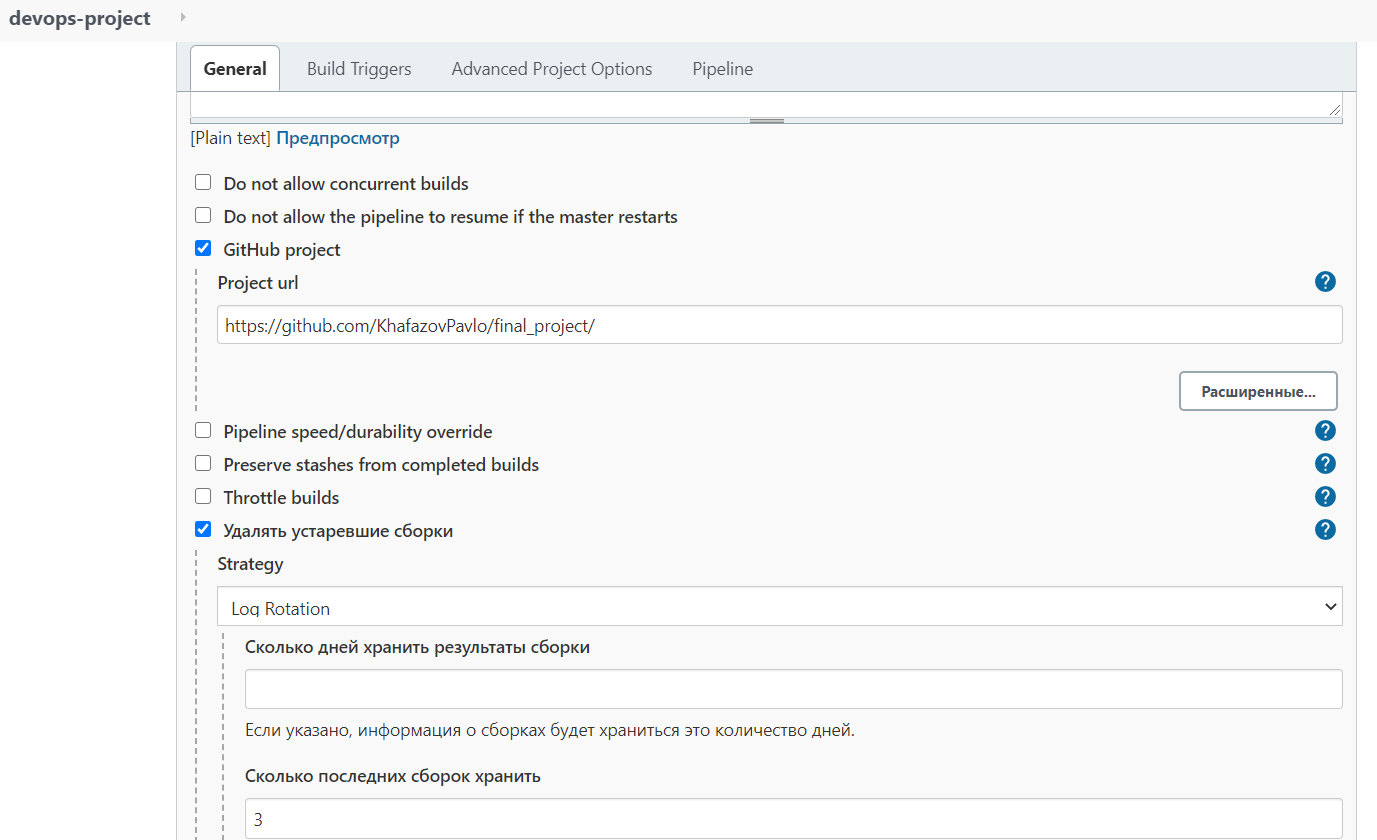 devops-project
General Build Triggers Advanced Project Options Pipeline
[Plain text] Предпросмотр
Do not allow concurrent builds
Do not allow the pipeline to resume if the master restarts
GitHub project
Project url
?
https://github.com/KhafazovPavlo/final_project/
Расширенные...
Pipeline speed/durability override
?
Preserve stashes from completed builds
?
Throttle builds
?
Удалять устаревшие сборки
?
Strategy
Log Rotation
Сколько дней хранить результаты сборки
Если указано, информация о сборках будет храниться это количество дней.
Сколько последних сборок хранить
3